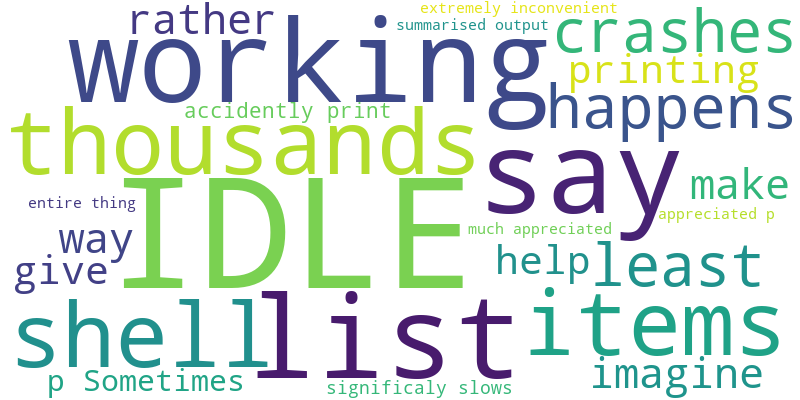 extremely inconvenient
rather
summarised output
crashes
working
printing
happens
accidently print
thousands
say
IDLE
make
entire thing
appreciated p
way
much appreciated
help
least
give
shell
list
items
imagine
p Sometimes
significaly slows